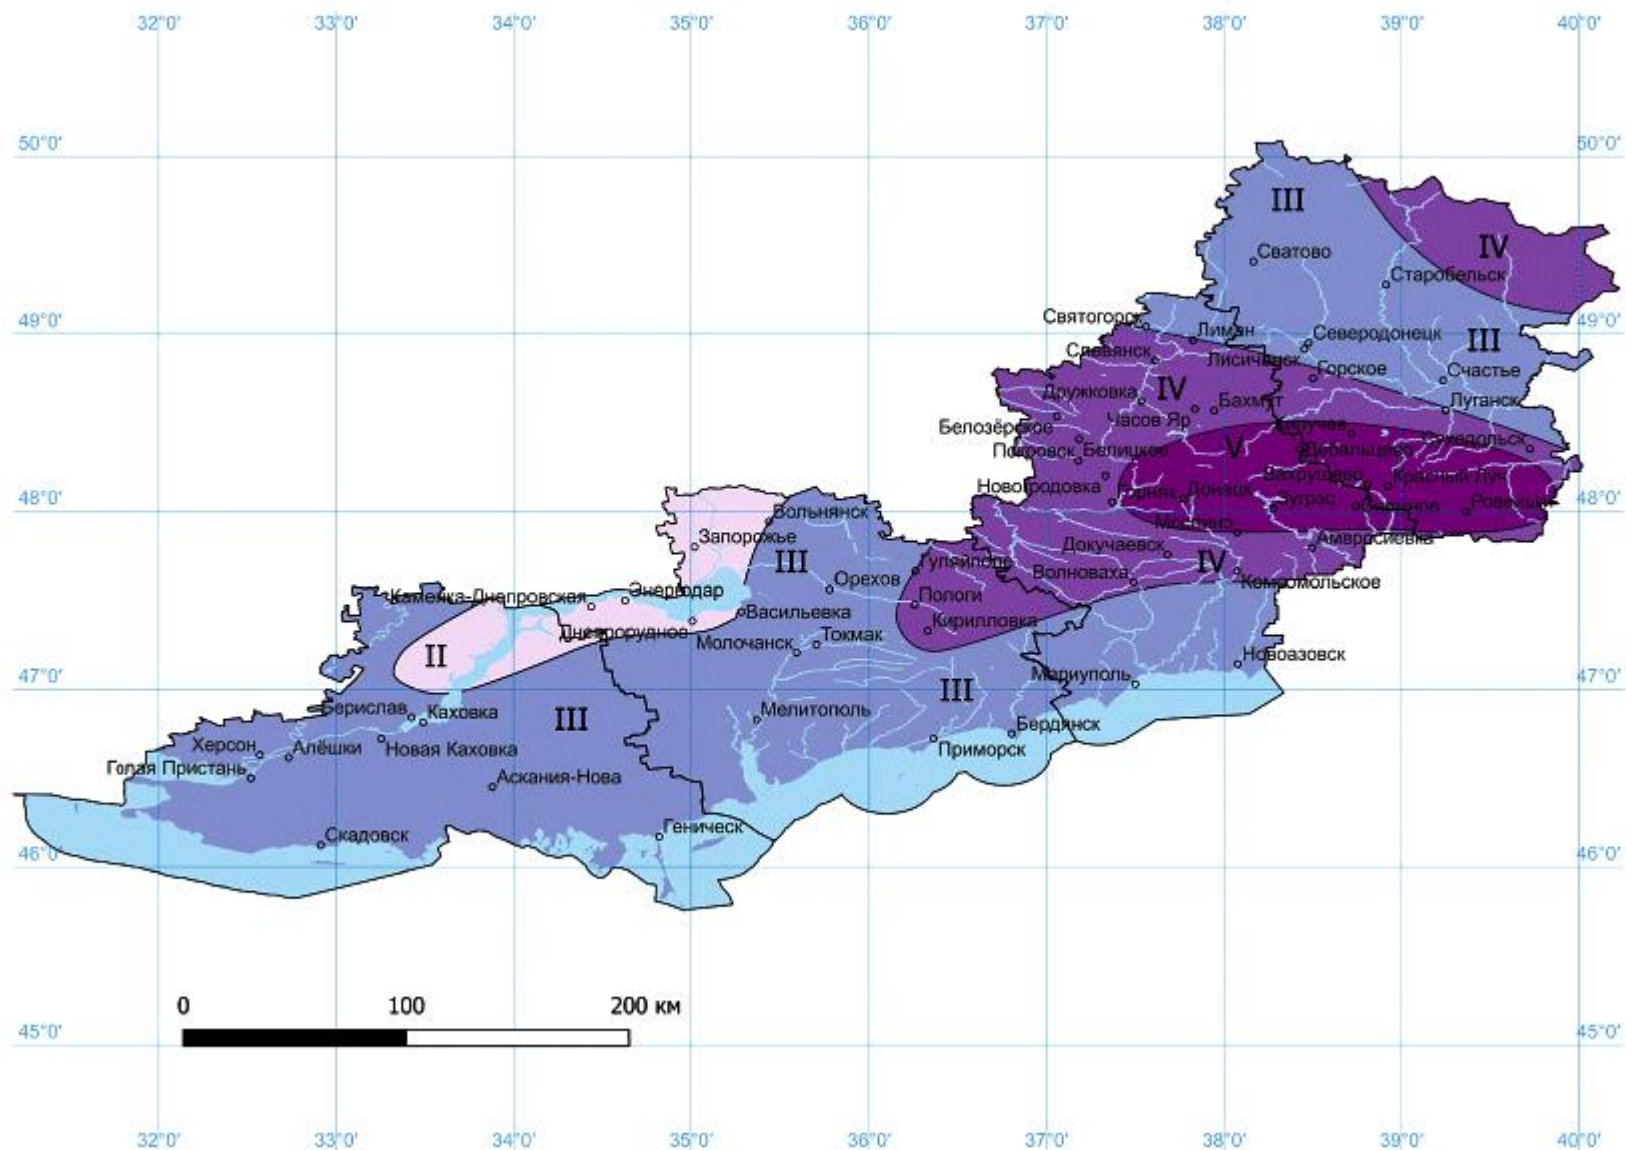 32°0' 33°0' 34°0' 35°0' 36°0' 37°0' 38°0' 39°0' 40°0'
50°0' 50°0'
III
IV
Сватово
Старобельск
49°0' 49°0'
Святогорск
Лиман
Северодонецк
III
Славянск
Лисичанск
Горское
Счастье
IV
Дружковка
Бахмут
Луганск
Часов Яр
Белозёрское
Суходольск
V
Покровск
Белицкое
Дебальцево
Вахрушево
Красный Луч
Новогродовка
Горняк
Донецк
Зугрэс
Ровеньки
48°0' 48°0'
Вольнянск
Моспино
Запорожье
Докучаевск
Амвросиевка
III
Гуляйполе
IV
Орехов
Волноваха
Комсомольское
Каменка-Днепровская
Энергодар
Пологи
Васильевка
Кирилловка
Днепрорудное
Токмак
Молочанск
II
Новоазовск
47°0' 47°0'
Мариуполь
III
Берислав
Каховка
III
Мелитополь
Бердянск
Херсон
Алёшки
Новая Каховка
Приморск
Голая Пристань
Аскания-Нова
Скадовск
Геническ
46°0' 46°0'
0 100 200 км
45°0' 45°0'
32°0' 33°0' 34°0' 35°0' 36°0' 37°0' 38°0' 39°0' 40°0'